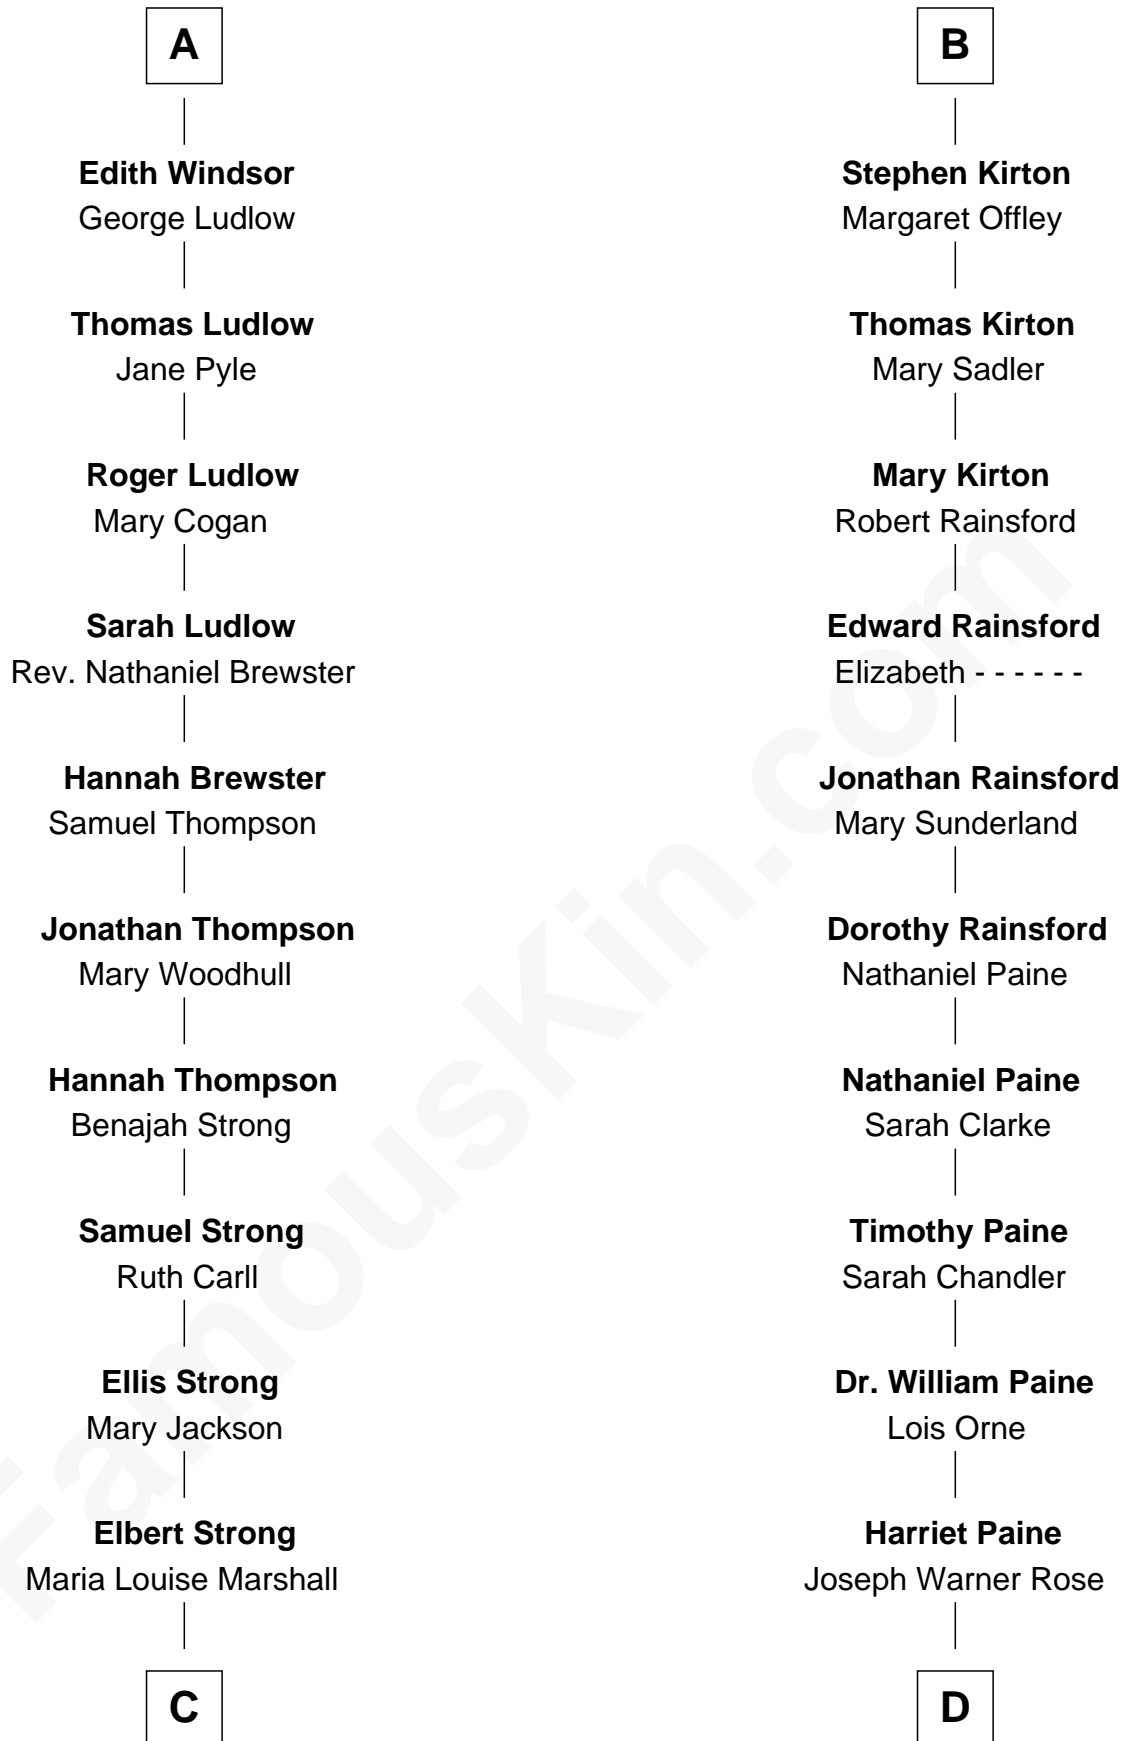 A
Edith Windsor
George Ludlow
Thomas Ludlow
Jane Pyle
Roger Ludlow
Mary Cogan
Sarah Ludlow
Rev. Nathaniel Brewster
Hannah Brewster
Samuel Thompson
Jonathan Thompson
Mary Woodhull
Hannah Thompson
Benajah Strong
Samuel Strong
Ruth Carll
Ellis Strong
Mary Jackson
Elbert Strong
Maria Louise Marshall
C
B
Stephen Kirton
Margaret Offley
Thomas Kirton
Mary Sadler
Mary Kirton
Robert Rainsford
Edward Rainsford
Elizabeth - - - - - -
Jonathan Rainsford
Mary Sunderland
Dorothy Rainsford
Nathaniel Paine
Nathaniel Paine
Sarah Clarke
Timothy Paine
Sarah Chandler
Dr. William Paine
Lois Orne
Harriet Paine
Joseph Warner Rose
D
FamousKin.com